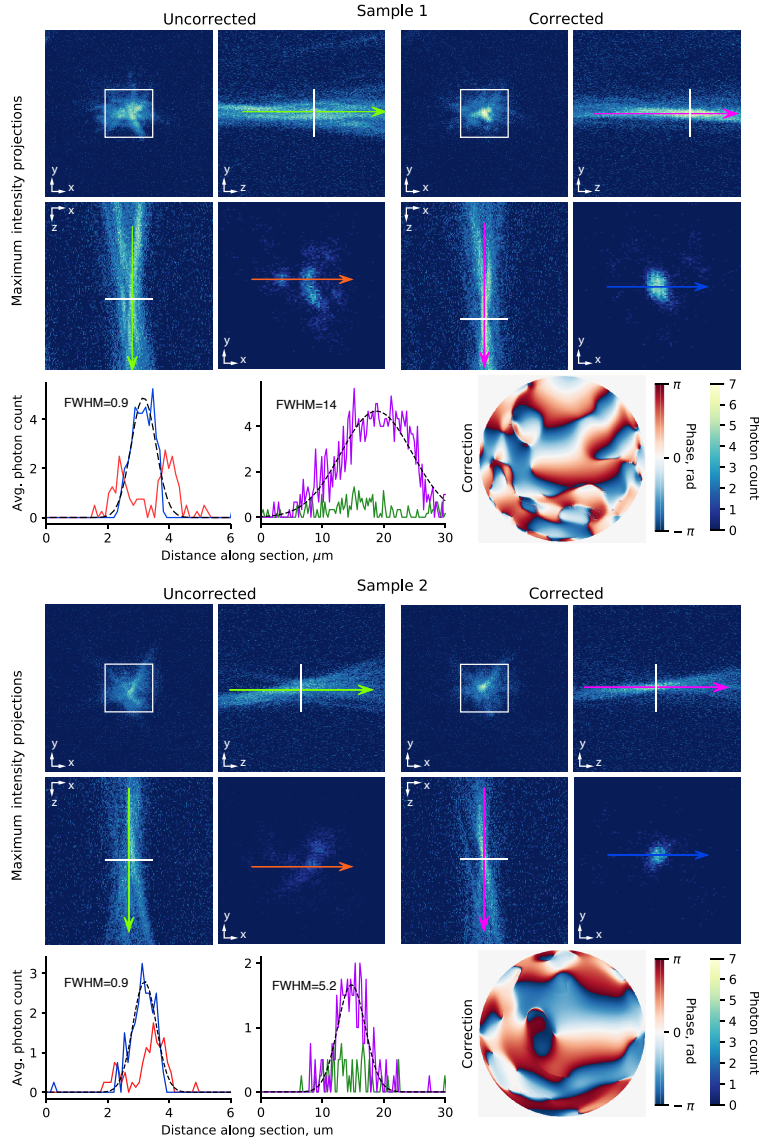 Sample 1
Uncorrected
Corrected
Maximum intensity projections
y
x
y
z
y
x
y
z
x
z
y
x
x
z
y
x
Avg. photon count
4
2
0
FWHM=0.9
0
2
4
6
4
2
0
FWHM=14
0
10
20
30
Distance along section, μm
Correction
π
0
−π
Phase, rad
7
6
5
4
3
2
1
0
Photon count
Sample 2
Uncorrected
Corrected
Maximum intensity projections
y
x
y
z
y
x
y
z
x
z
y
x
x
z
y
x
Avg. photon count
3
2
1
0
FWHM=0.9
0
2
4
6
2
1
0
FWHM=5.2
0
10
20
30
Distance along section, um
Correction
π
0
−π
Phase, rad
7
6
5
4
3
2
1
0
Photon count